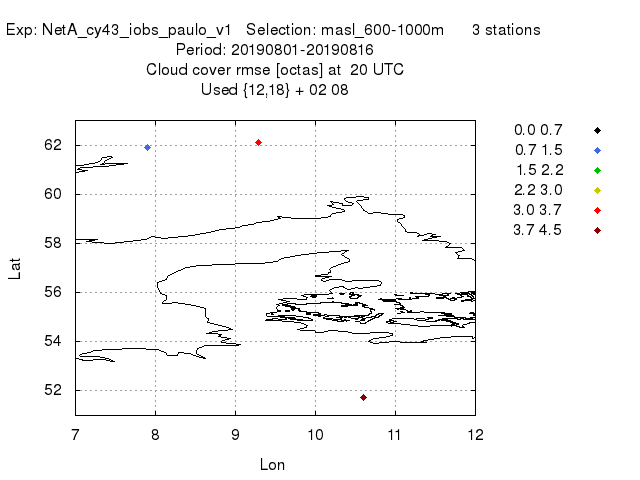 Exp: NetA_cy43_iobs_paulo_v1 Selection: masl_600-1000m 3 stations
Period: 20190801-20190816
Cloud cover rmse [octas] at 20 UTC
Used {12,18} + 02 08
0.0 0.7
0.7 1.5
1.5 2.2
2.2 3.0
3.0 3.7
3.7 4.5
Lat
62
60
58
56
54
52
7 8 9 10 11 12
Lon